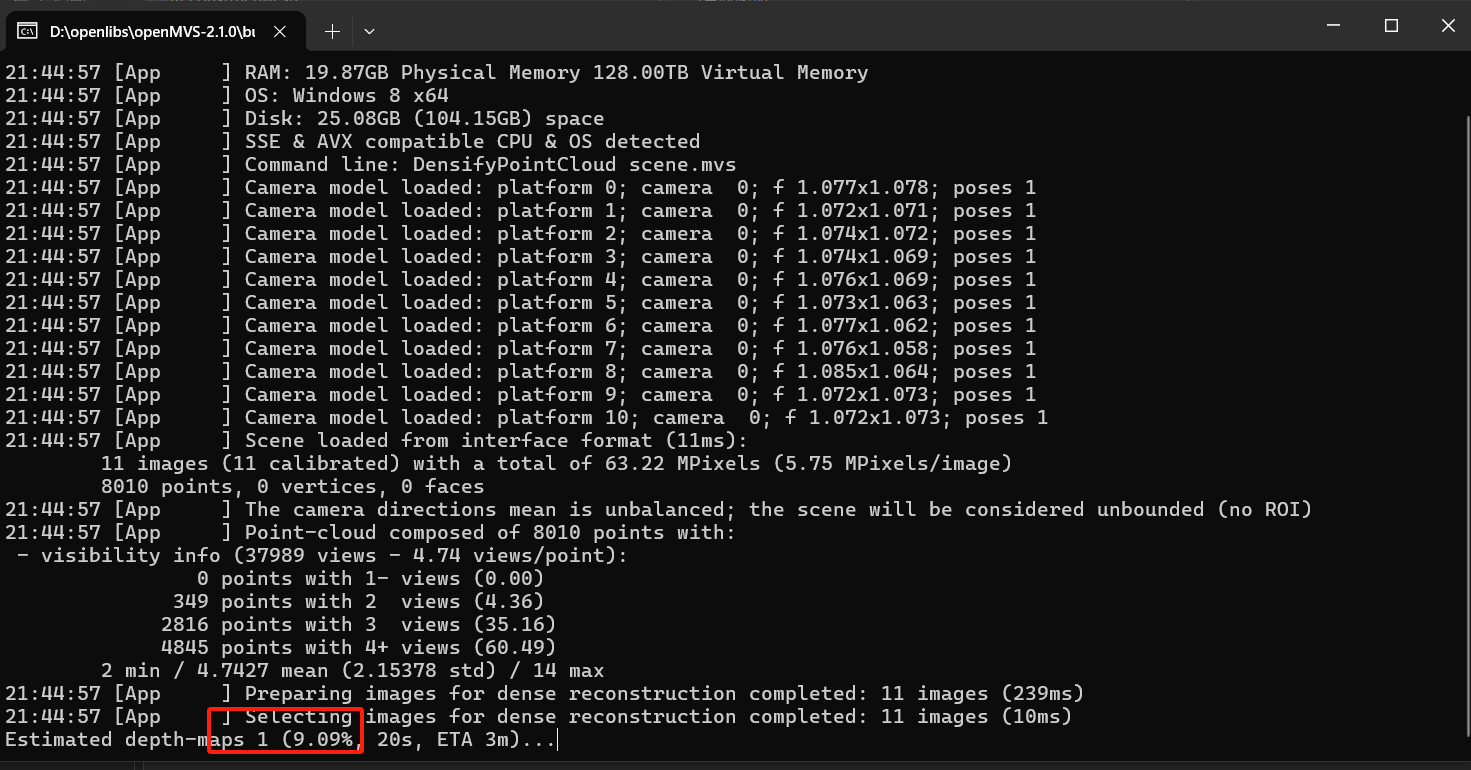 D:\openlibs\openMVS-2.1.0\bu
21:44:57 [App     ] RAM: 19.87GB Physical Memory 128.00TB Virtual Memory
21:44:57 [App     ] OS: Windows 8 x64
21:44:57 [App     ] Disk: 25.08GB (104.15GB) space
21:44:57 [App     ] SSE & AVX compatible CPU & OS detected
21:44:57 [App     ] Command line: DensifyPointCloud scene.mvs
21:44:57 [App     ] Camera model loaded: platform 0; camera  0; f 1.077x1.078; poses 1
21:44:57 [App     ] Camera model loaded: platform 1; camera  0; f 1.072x1.071; poses 1
21:44:57 [App     ] Camera model loaded: platform 2; camera  0; f 1.074x1.072; poses 1
21:44:57 [App     ] Camera model loaded: platform 3; camera  0; f 1.074x1.069; poses 1
21:44:57 [App     ] Camera model loaded: platform 4; camera  0; f 1.076x1.069; poses 1
21:44:57 [App     ] Camera model loaded: platform 5; camera  0; f 1.073x1.063; poses 1
21:44:57 [App     ] Camera model loaded: platform 6; camera  0; f 1.077x1.062; poses 1
21:44:57 [App     ] Camera model loaded: platform 7; camera  0; f 1.076x1.058; poses 1
21:44:57 [App     ] Camera model loaded: platform 8; camera  0; f 1.085x1.064; poses 1
21:44:57 [App     ] Camera model loaded: platform 9; camera  0; f 1.072x1.073; poses 1
21:44:57 [App     ] Camera model loaded: platform 10; camera  0; f 1.072x1.073; poses 1
21:44:57 [App     ] Scene loaded from interface format (11ms):
        11 images (11 calibrated) with a total of 63.22 MPixels (5.75 MPixels/image)
        8010 points, 0 vertices, 0 faces
21:44:57 [App     ] The camera directions mean is unbalanced; the scene will be considered unbounded (no ROI)
21:44:57 [App     ] Point-cloud composed of 8010 points with:
 - visibility info (37989 views - 4.74 views/point):
                0 points with 1- views (0.00)
              349 points with 2  views (4.36)
             2816 points with 3  views (35.16)
             4845 points with 4+ views (60.49)
        2 min / 4.7427 mean (2.15378 std) / 14 max
21:44:57 [App     ] Preparing images for dense reconstruction completed: 11 images (239ms)
21:44:57 [App     ] Selecting images for dense reconstruction completed: 11 images (10ms)
Estimated depth-maps 1 (9.09%, 20s, ETA 3m)...